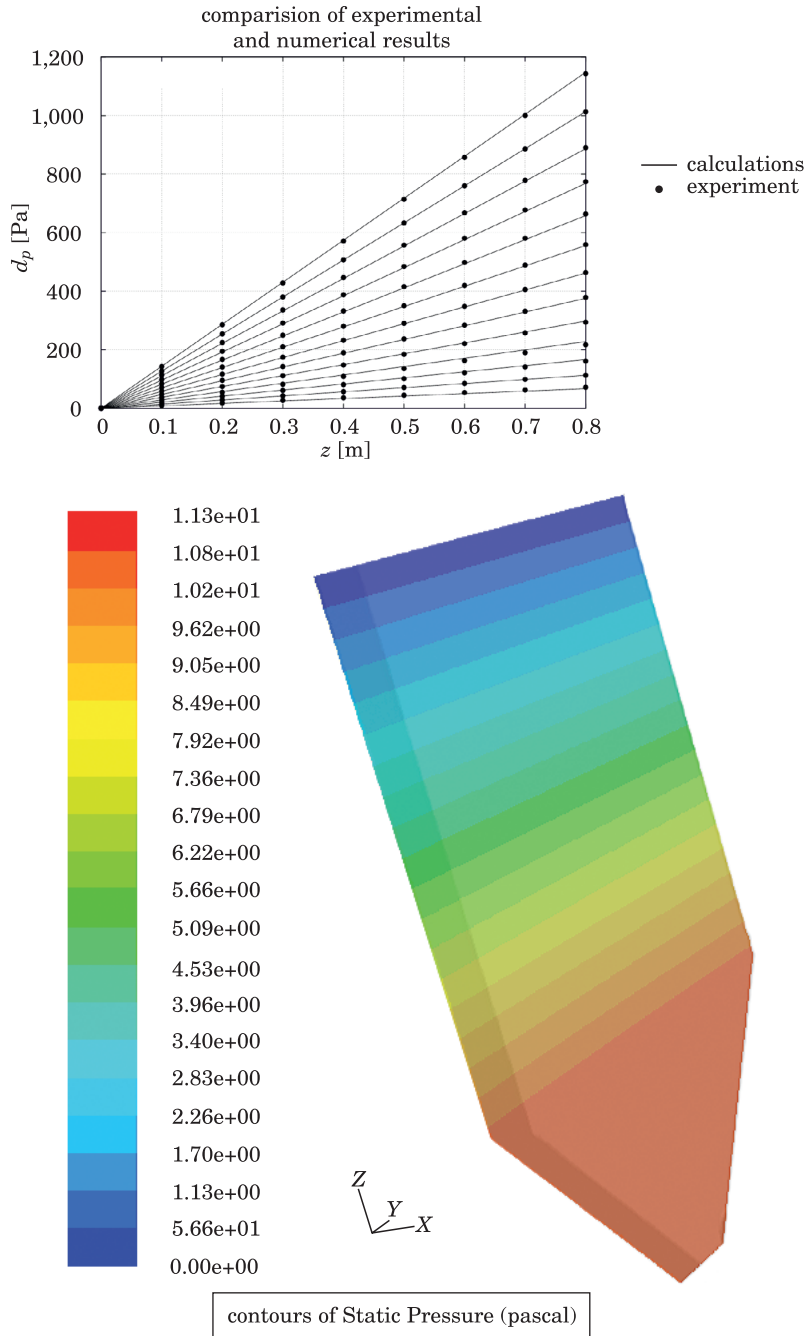 comparision of experimental
and numerical results
1,200
1,000
800
600
400
200
0
d_p [Pa]
0 0.1 0.2 0.3 0.4 0.5 0.6 0.7 0.8
z [m]
calculations
experiment
1.13e+01
1.08e+01
1.02e+01
9.62e+00
9.05e+00
8.49e+00
7.92e+00
7.36e+00
6.79e+00
6.22e+00
5.66e+00
5.09e+00
4.53e+00
3.96e+00
3.40e+00
2.83e+00
2.26e+00
1.70e+00
1.13e+00
5.66e+01
0.00e+00
Z
Y
X
contours of Static Pressure (pascal)